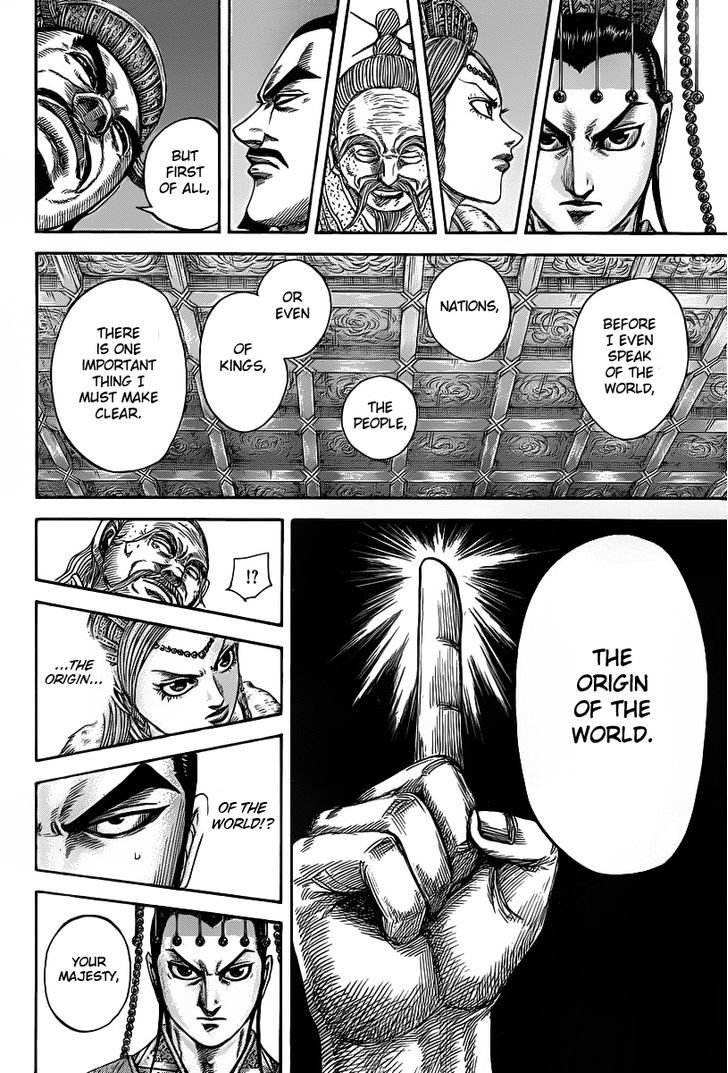 BUT
FIRST
OF ALL,
BEFORE
I EVEN
SPEAK
OF THE
WORLD,
NATIONS,
THE
PEOPLE,
OR
EVEN
OF
KINGS,
THERE
IS ONE
IMPORTANT
THING I
MUST MAKE
CLEAR.
THE
ORIGIN
OF THE
WORLD.
!?
...THE
ORIGIN...
OF THE
WORLD!?
YOUR
MAJESTY,